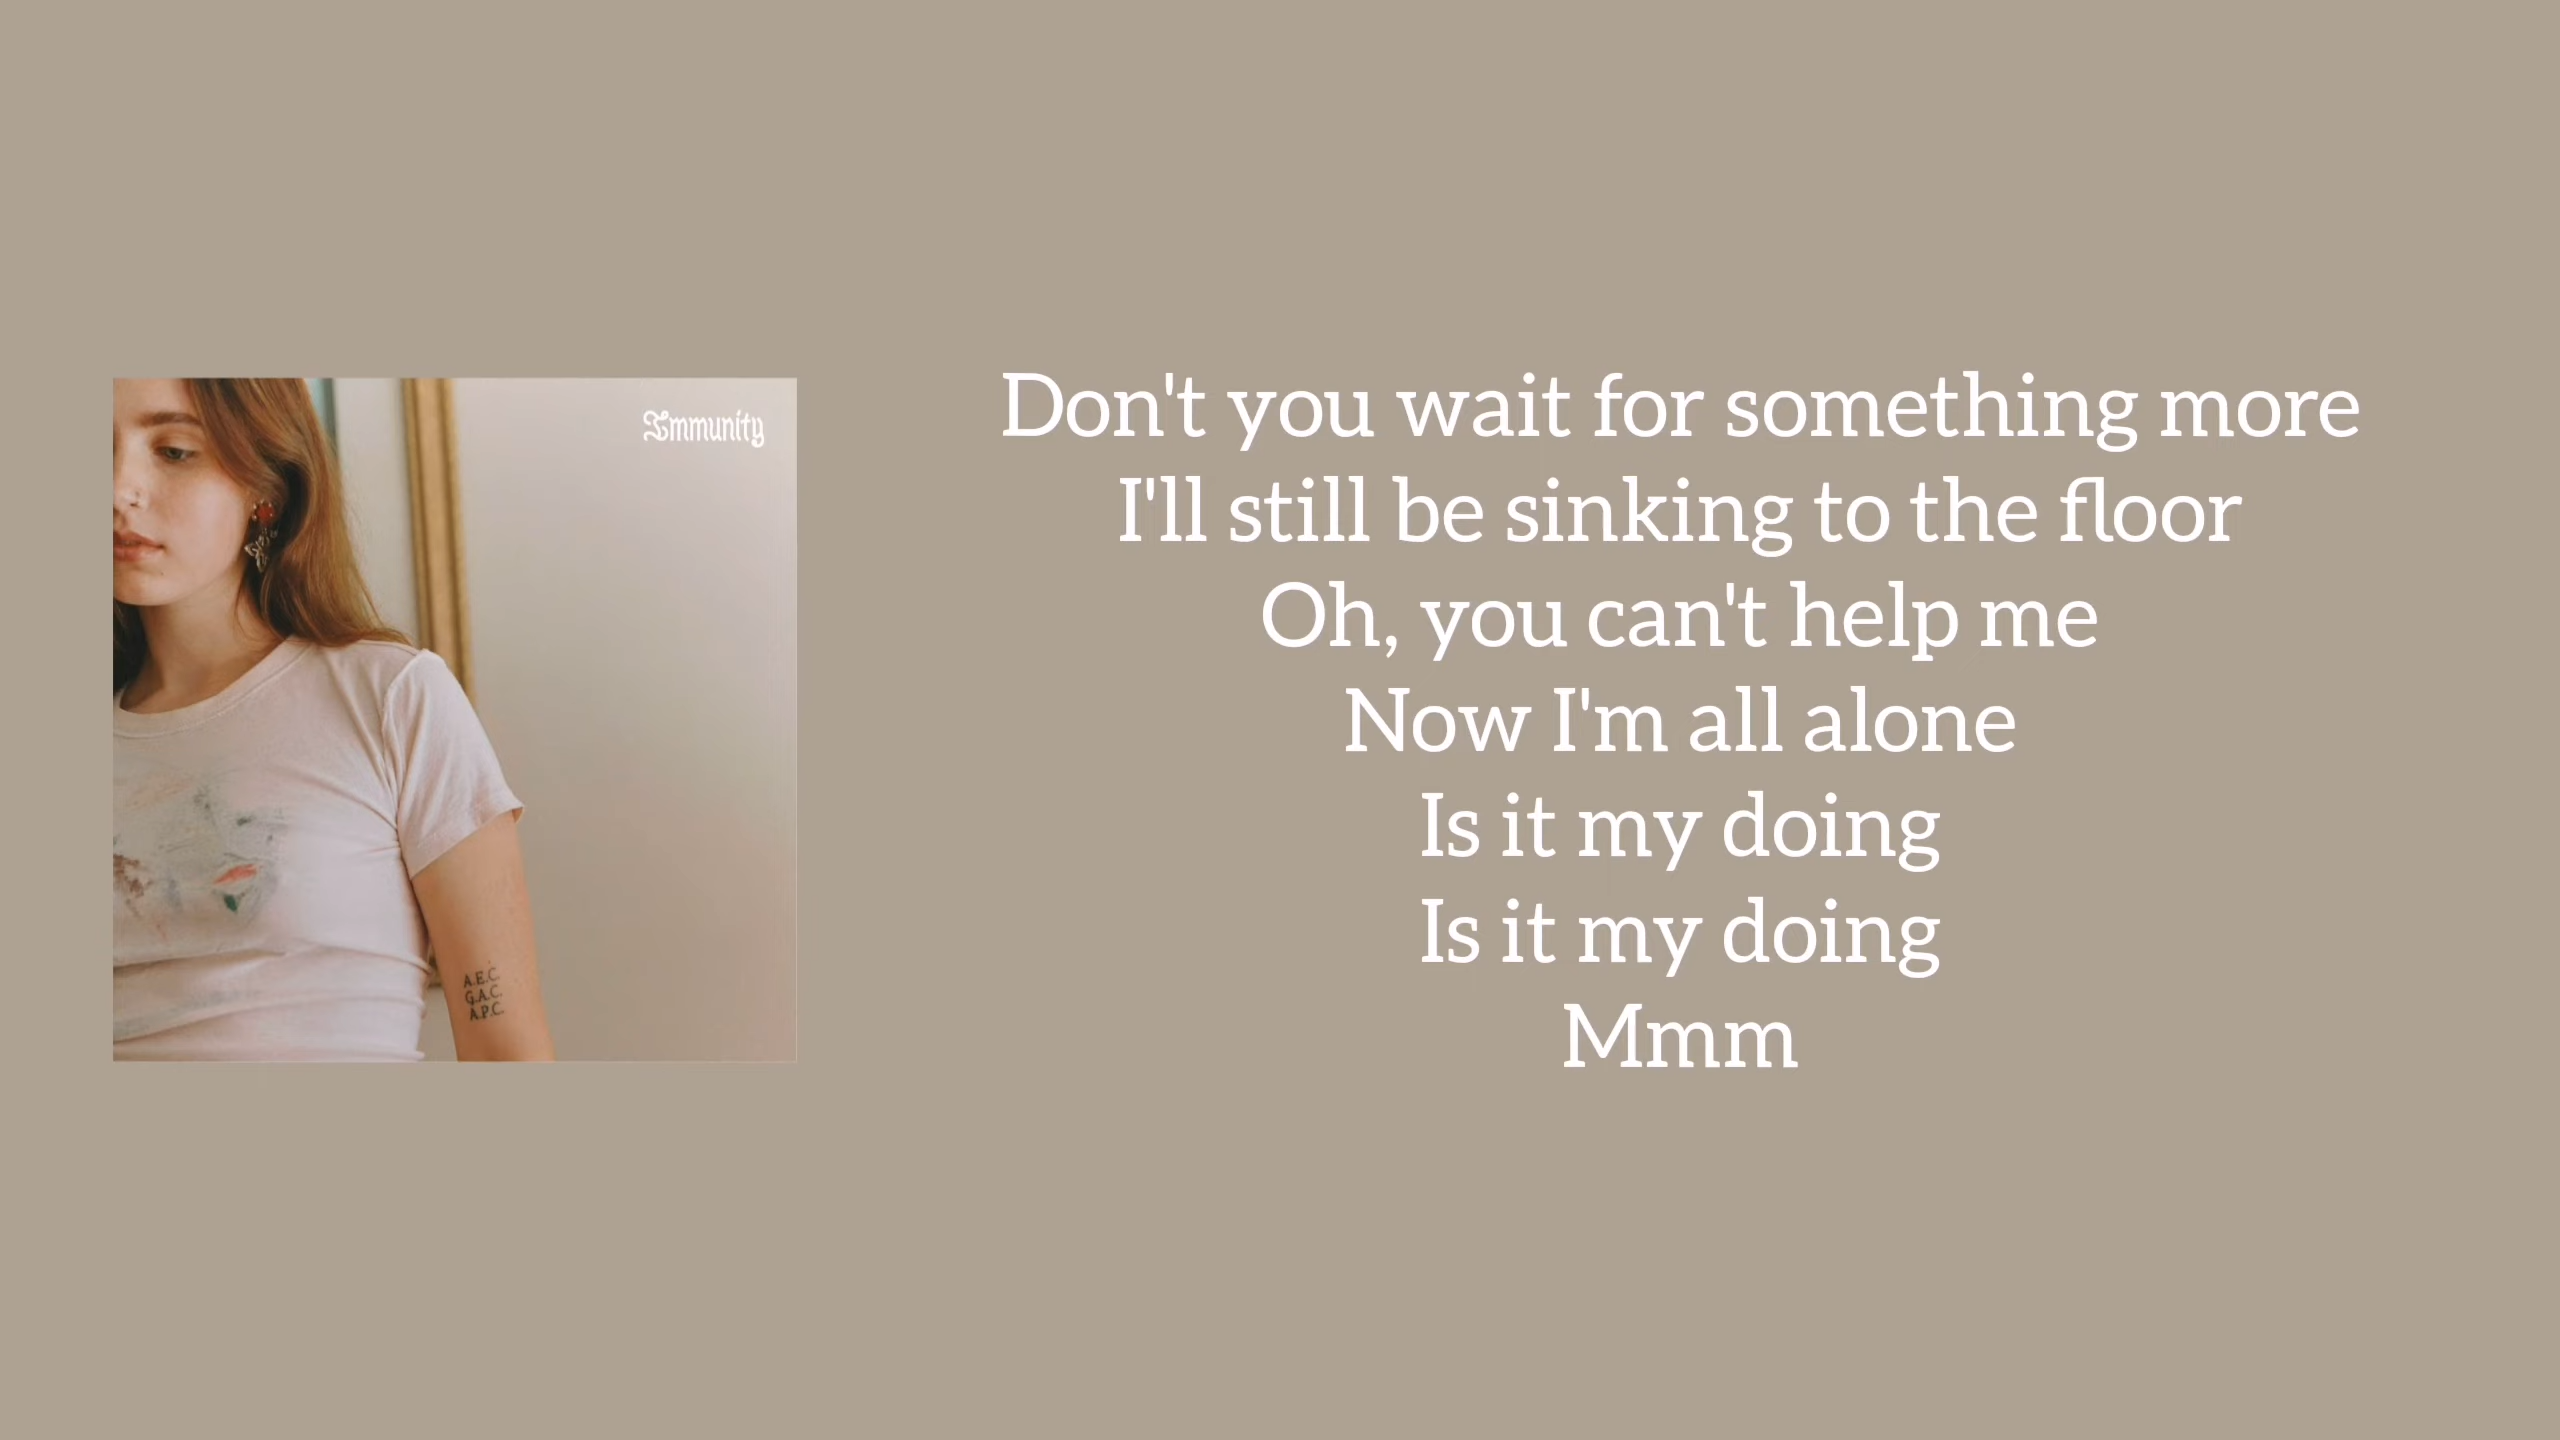 Immunity
A.E.C.
G.A.C.
A.P.C.
Don't you wait for something more
I'll still be sinking to the floor
Oh, you can't help me
Now I'm all alone
Is it my doing
Is it my doing
Mmm